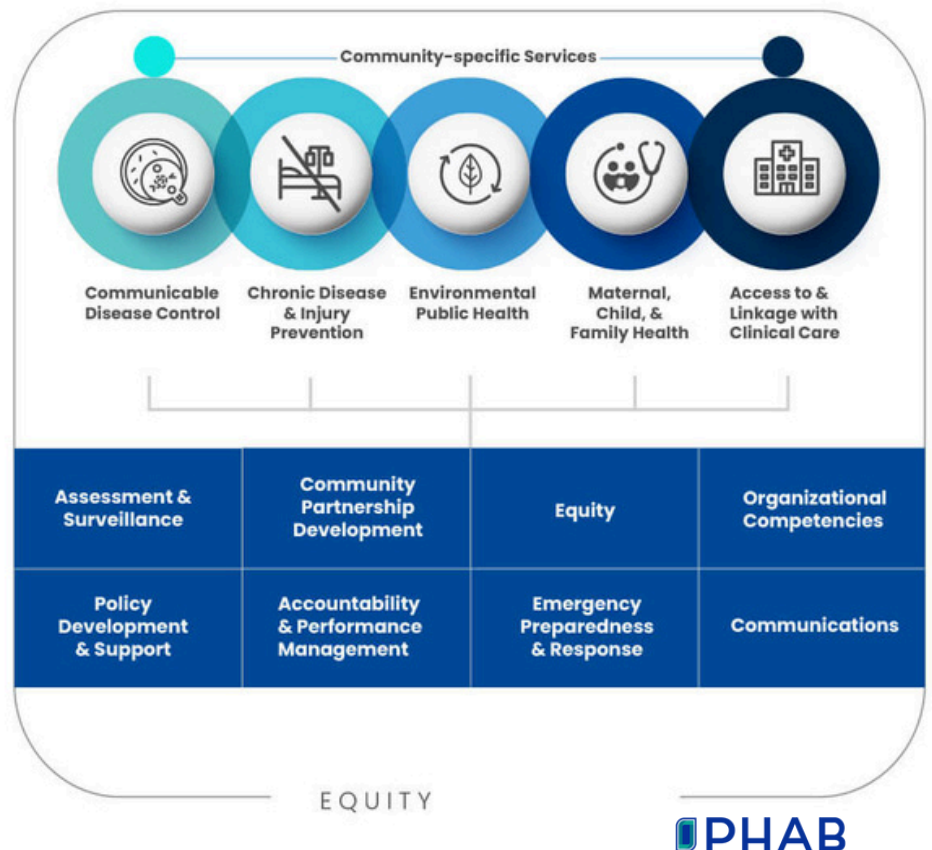 Community-specific Services
Communicable
Disease Control
Chronic Disease
& Injury
Prevention
Environmental
Public Health
Maternal,
Child, &
Family Health
Access to &
Linkage with
Clinical Care
Assessment &
Surveillance
Community
Partnership
Development
Equity
Organizational
Competencies
Policy
Development
& Support
Accountability
& Performance
Management
Emergency
Preparedness
& Response
Communications
EQUITY
PHAB